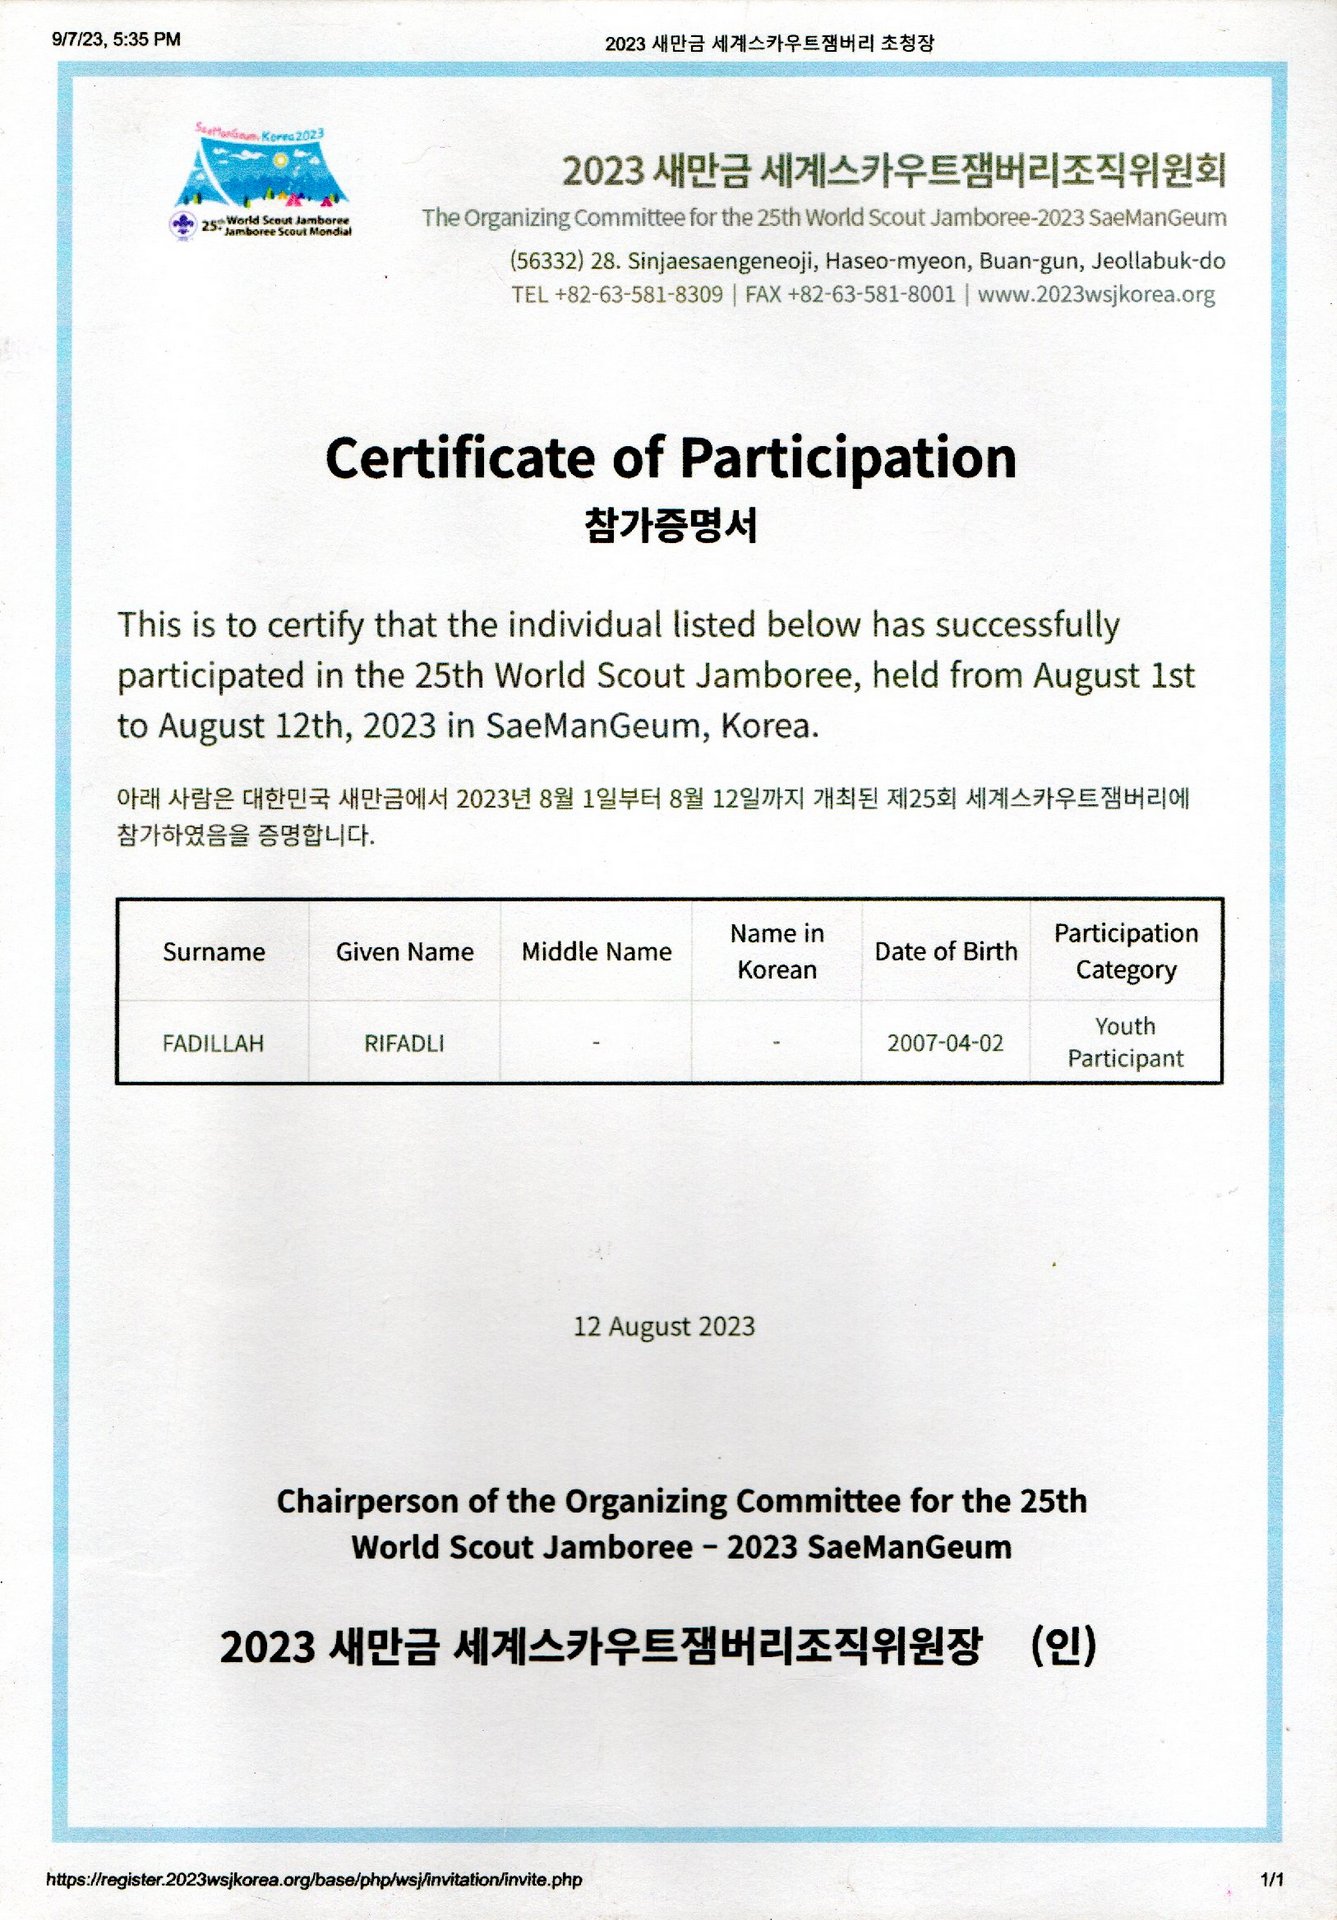 9/7/23, 5:35 PM
2023 새만금 세계스카우트잼버리 초청장
SaeManGeum. Korea 2023
25th World Scout Jamboree
Jamboree Scout Mondial
2023 새만금 세계스카우트잼버리조직위원회
The Organizing Committee for the 25th World Scout Jamboree-2023 SaeManGeum
(56332) 28. Sinjaesaengeneoji, Haseo-myeon, Buan-gun, Jeollabuk-do
TEL +82-63-581-8309 | FAX +82-63-581-8001 | www.2023wsjkorea.org
Certificate of Participation
참가증명서
This is to certify that the individual listed below has successfully
participated in the 25th World Scout Jamboree, held from August 1st
to August 12th, 2023 in SaeManGeum, Korea.
아래 사람은 대한민국 새만금에서 2023년 8월 1일부터 8월 12일까지 개최된 제25회 세계스카우트잼버리에
참가하였음을 증명합니다.
Surname Given Name Middle Name Name in Korean Date of Birth Participation Category
FADILLAH RIFADLI - - 2007-04-02 Youth Participant
12 August 2023
Chairperson of the Organizing Committee for the 25th
World Scout Jamboree – 2023 SaeManGeum
2023 새만금 세계스카우트잼버리조직위원장 (인)
https://register.2023wsjkorea.org/base/php/wsj/invitation/invite.php
1/1